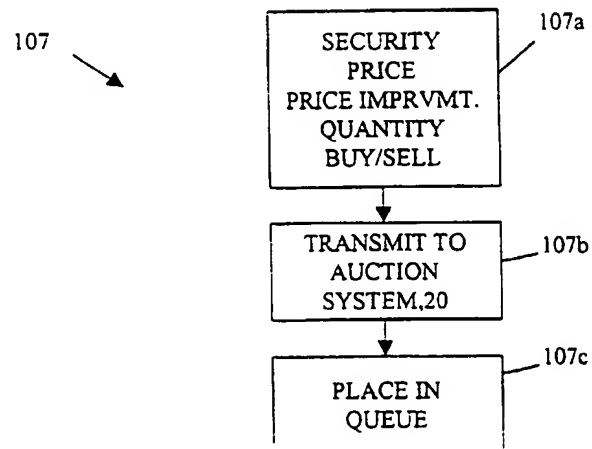 107
107a
SECURITY
PRICE
PRICE IMPRVMT.
QUANTITY
BUY/SELL
TRANSMIT TO
AUCTION
SYSTEM,20
107b
107c
PLACE IN
QUEUE